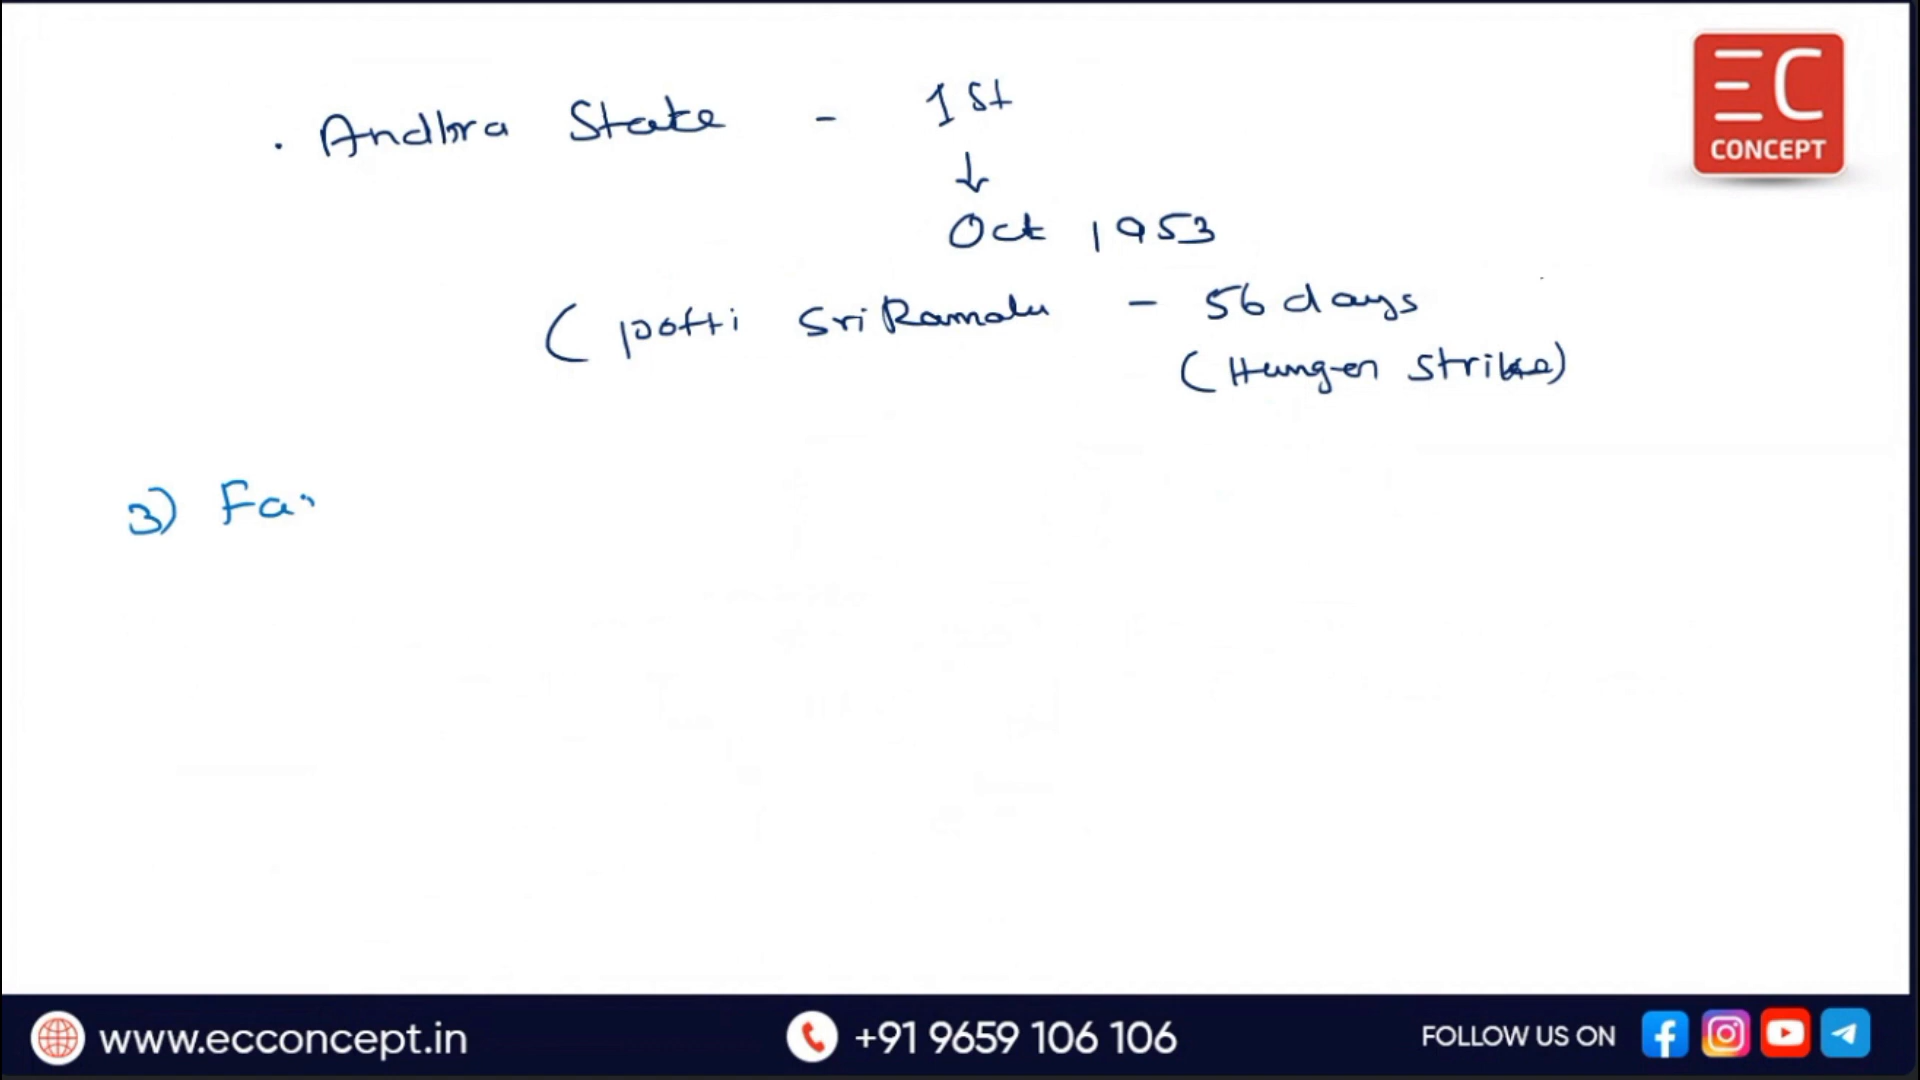 EC
CONCEPT
. Andhra State - 1st
↓
Oct 1953
( potti Sri Ramalu - 56 days
(Hunger Strike)
3)
www.ecconcept.in
+91 9659 106 106
FOLLOW US ON